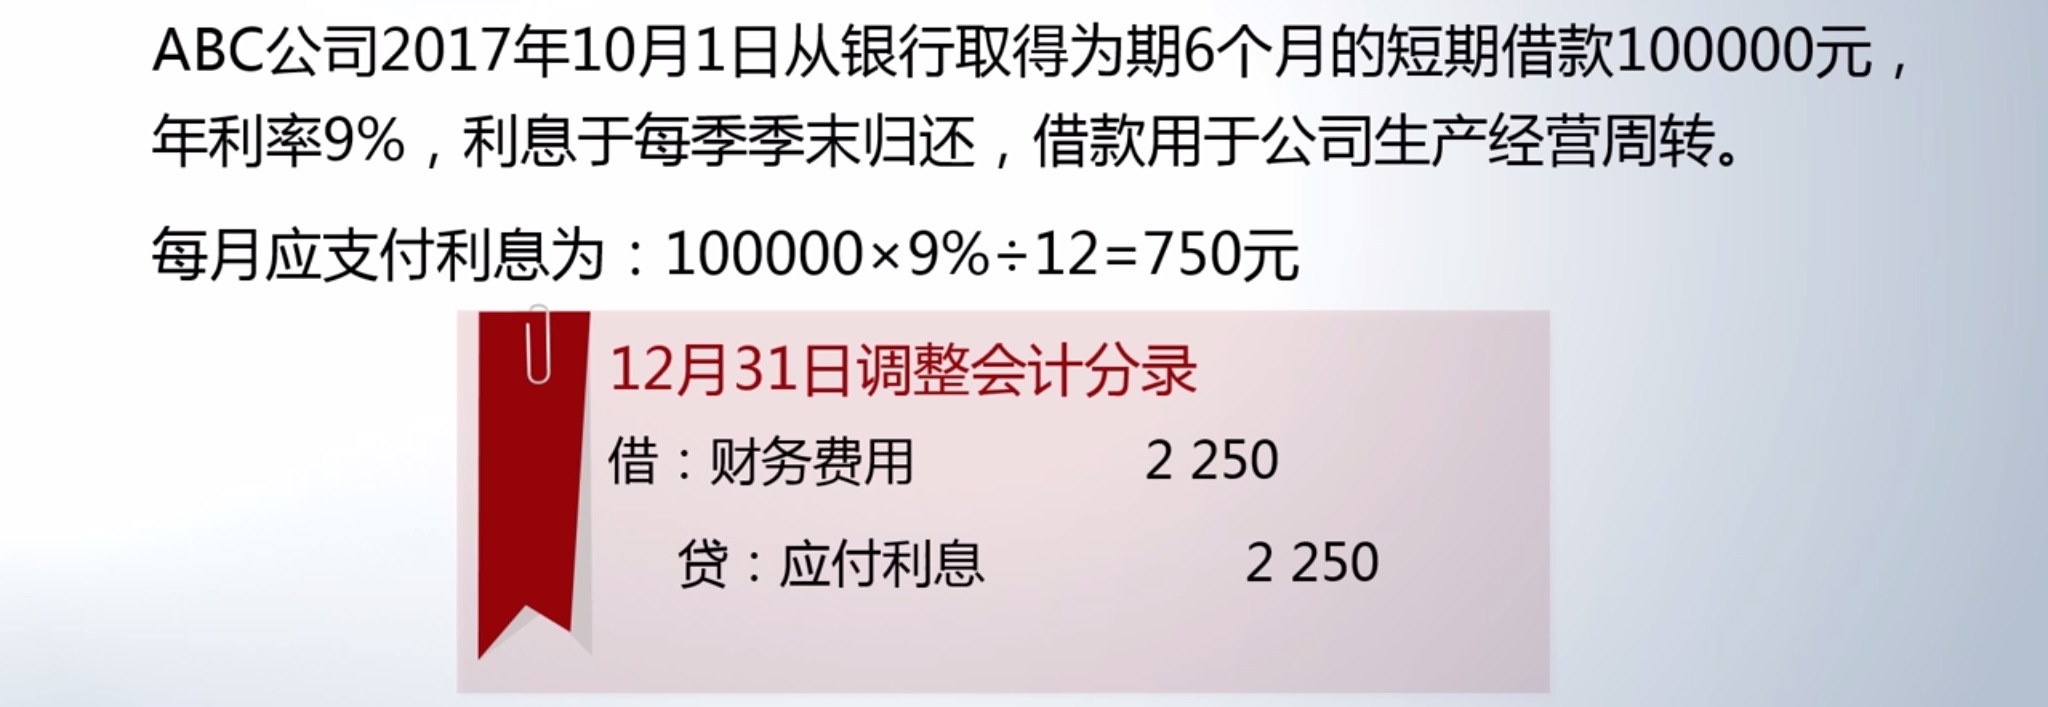 ABC公司2017年10月1日从银行取得为期6个月的短期借款100000元，
年利率9%，利息于每季季末归还，借款用于公司生产经营周转。
每月应支付利息为：100000×9%÷12=750元
12月31日调整会计分录
借：财务费用 2 250
贷：应付利息 2 250